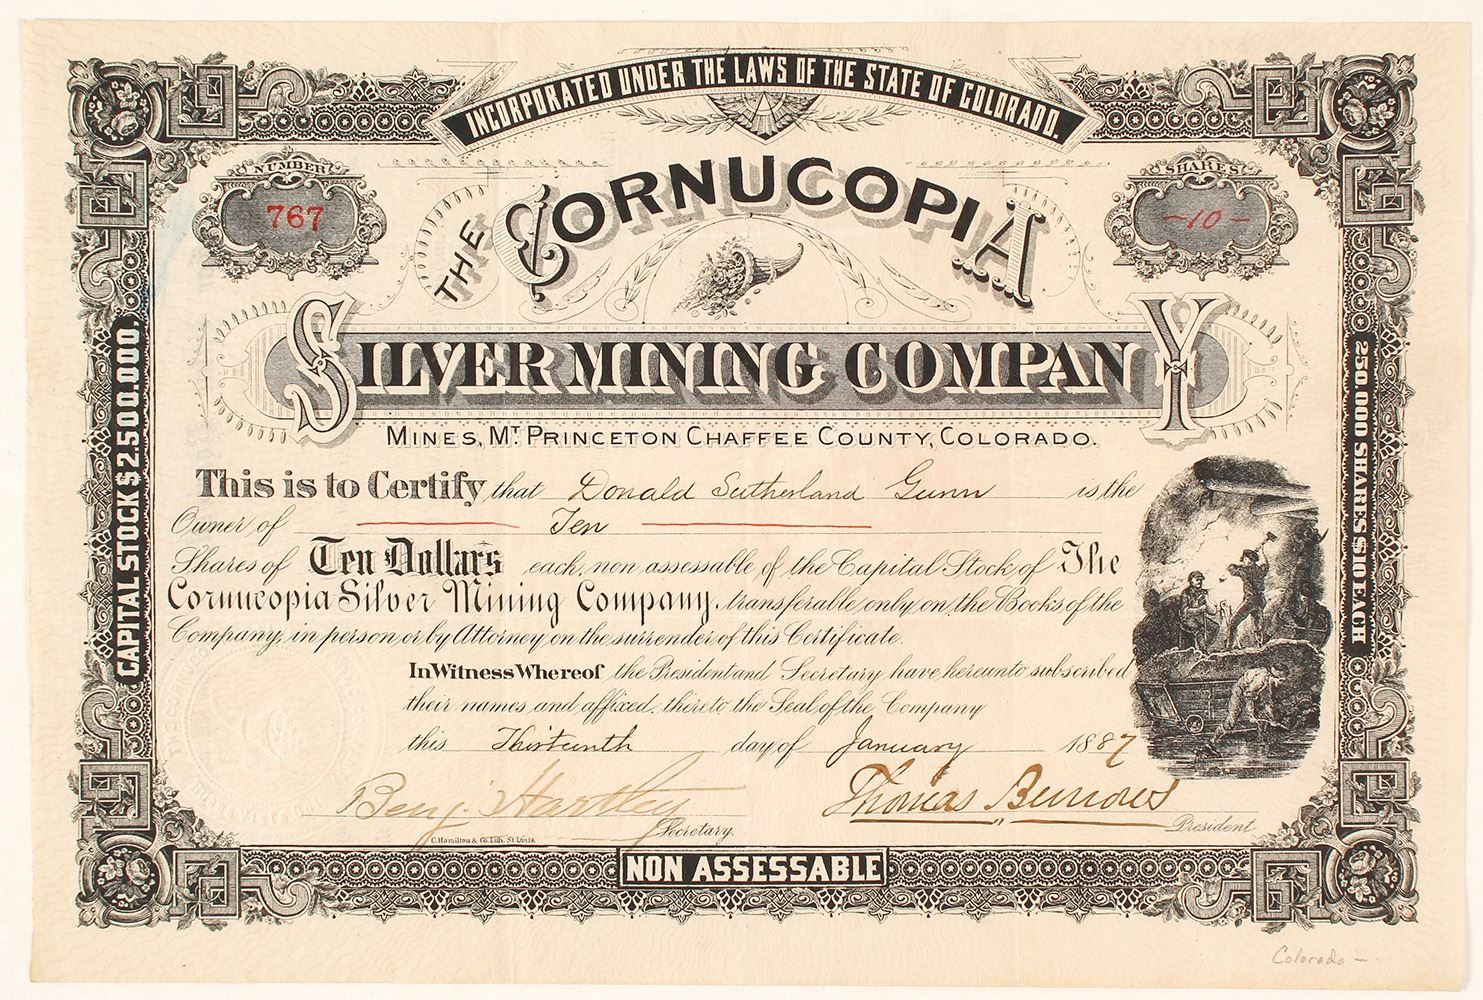 INCORPORATED UNDER THE LAWS OF THE STATE OF COLORADO.
NUMBER
767
SHARES
-10-
THE CORNUCOPIA
SILVER MINING COMPANY
MINES, MT. PRINCETON CHAFFEE COUNTY, COLORADO.
CAPITAL STOCK $2.500.000.
250.000 SHARES $10 EACH
This is to Certify that Donald Sutherland Gunn is the
Owner of Ten
Shares of Ten Dollars each, non assessable, of the Capital Stock of The
Cornucopia Silver Mining Company, transferable only on the Books of the
Company, in person or by Attorney on the surrender of this Certificate.
In Witness Whereof the President and Secretary have hereunto subscribed
their names and affixed thereto the Seal of the Company
this Thirteenth day of January 1887
Benj. Hartley Thomas Burrows
Secretary. President
C. Hamilton & Co. Lith. St Louis.
NON ASSESSABLE
Colorado -